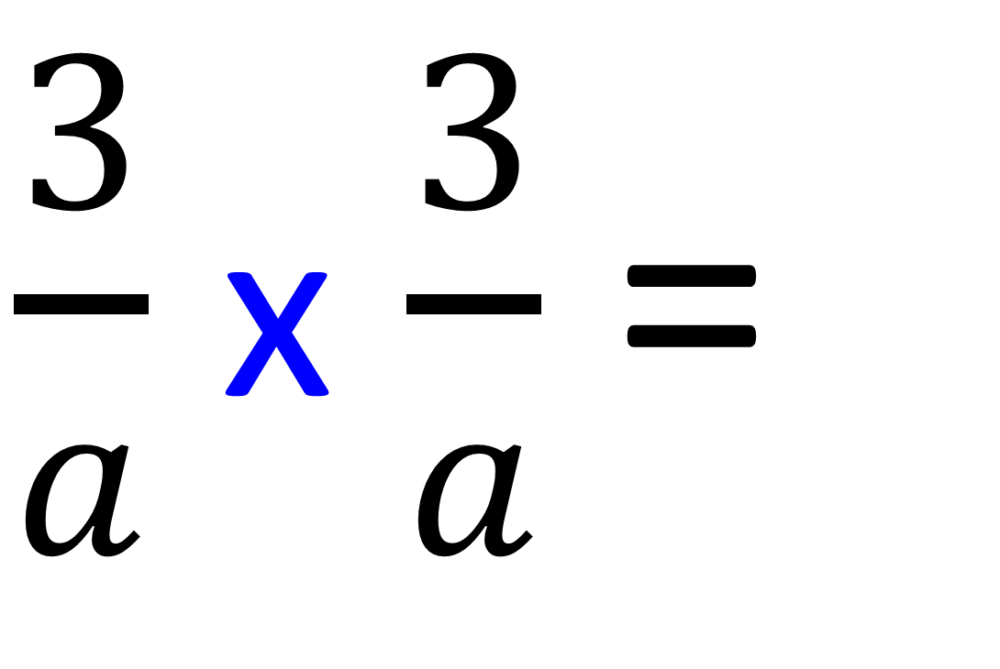 3/a x 3/a =